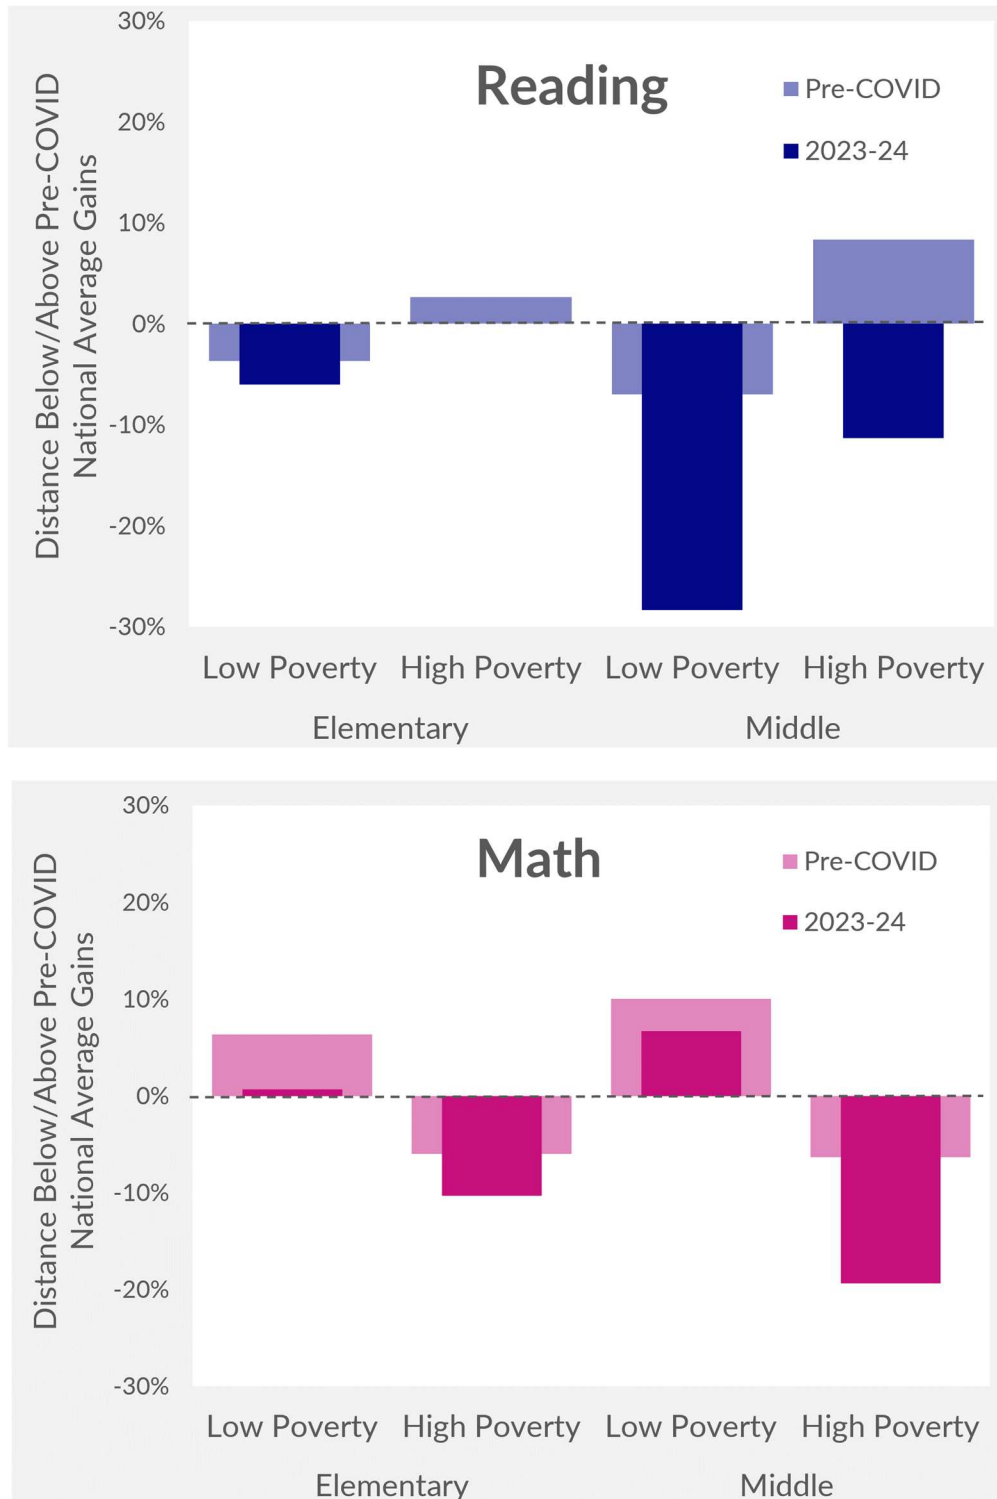 Reading
Pre-COVID
2023-24
Distance Below/Above Pre-COVID
National Average Gains
30%
20%
10%
0%
-10%
-20%
-30%
Low Poverty High Poverty Low Poverty High Poverty
Elementary Middle
Math
Pre-COVID
2023-24
Distance Below/Above Pre-COVID
National Average Gains
30%
20%
10%
0%
-10%
-20%
-30%
Low Poverty High Poverty Low Poverty High Poverty
Elementary Middle